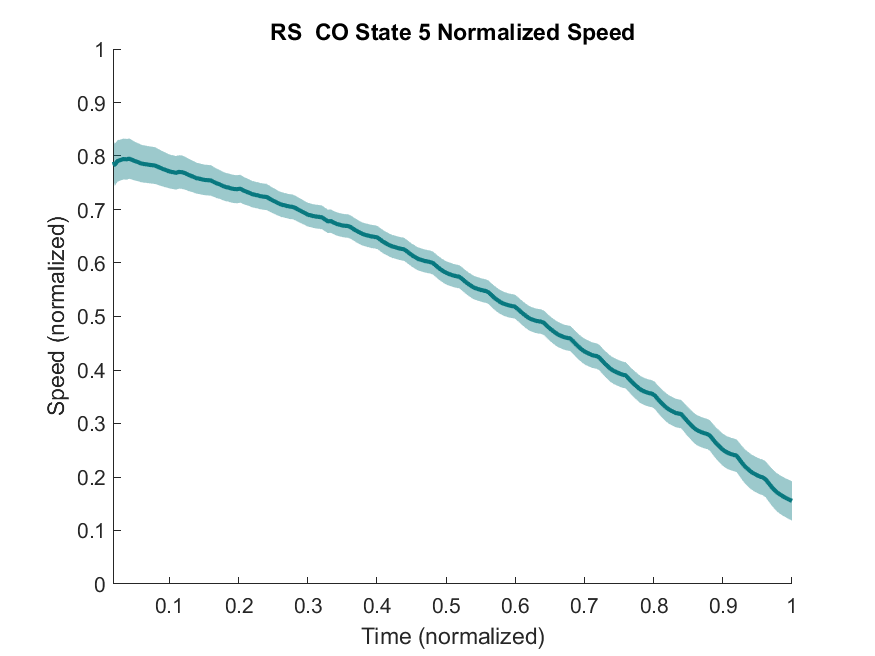 RS  CO State 5 Normalized Speed
1
0.9
0.8
0.7
0.6
0.5
0.4
0.3
0.2
0.1
0
Speed (normalized)
0.1 0.2 0.3 0.4 0.5 0.6 0.7 0.8 0.9 1
Time (normalized)